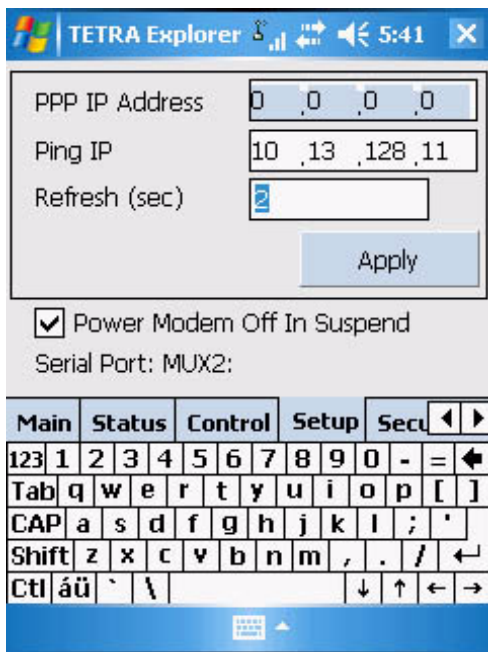 TETRA Explorer 5:41
PPP IP Address 0 .0 .0 .0
Ping IP 10 .13 .128 .11
Refresh (sec) 2
Apply
Power Modem Off In Suspend
Serial Port: MUX2:
Main Status Control Setup Secu
123 1 2 3 4 5 6 7 8 9 0 - =
Tab q w e r t y u i o p [ ]
CAP a s d f g h j k l ; '
Shift z x c v b n m , . /
Ctl áü ` \